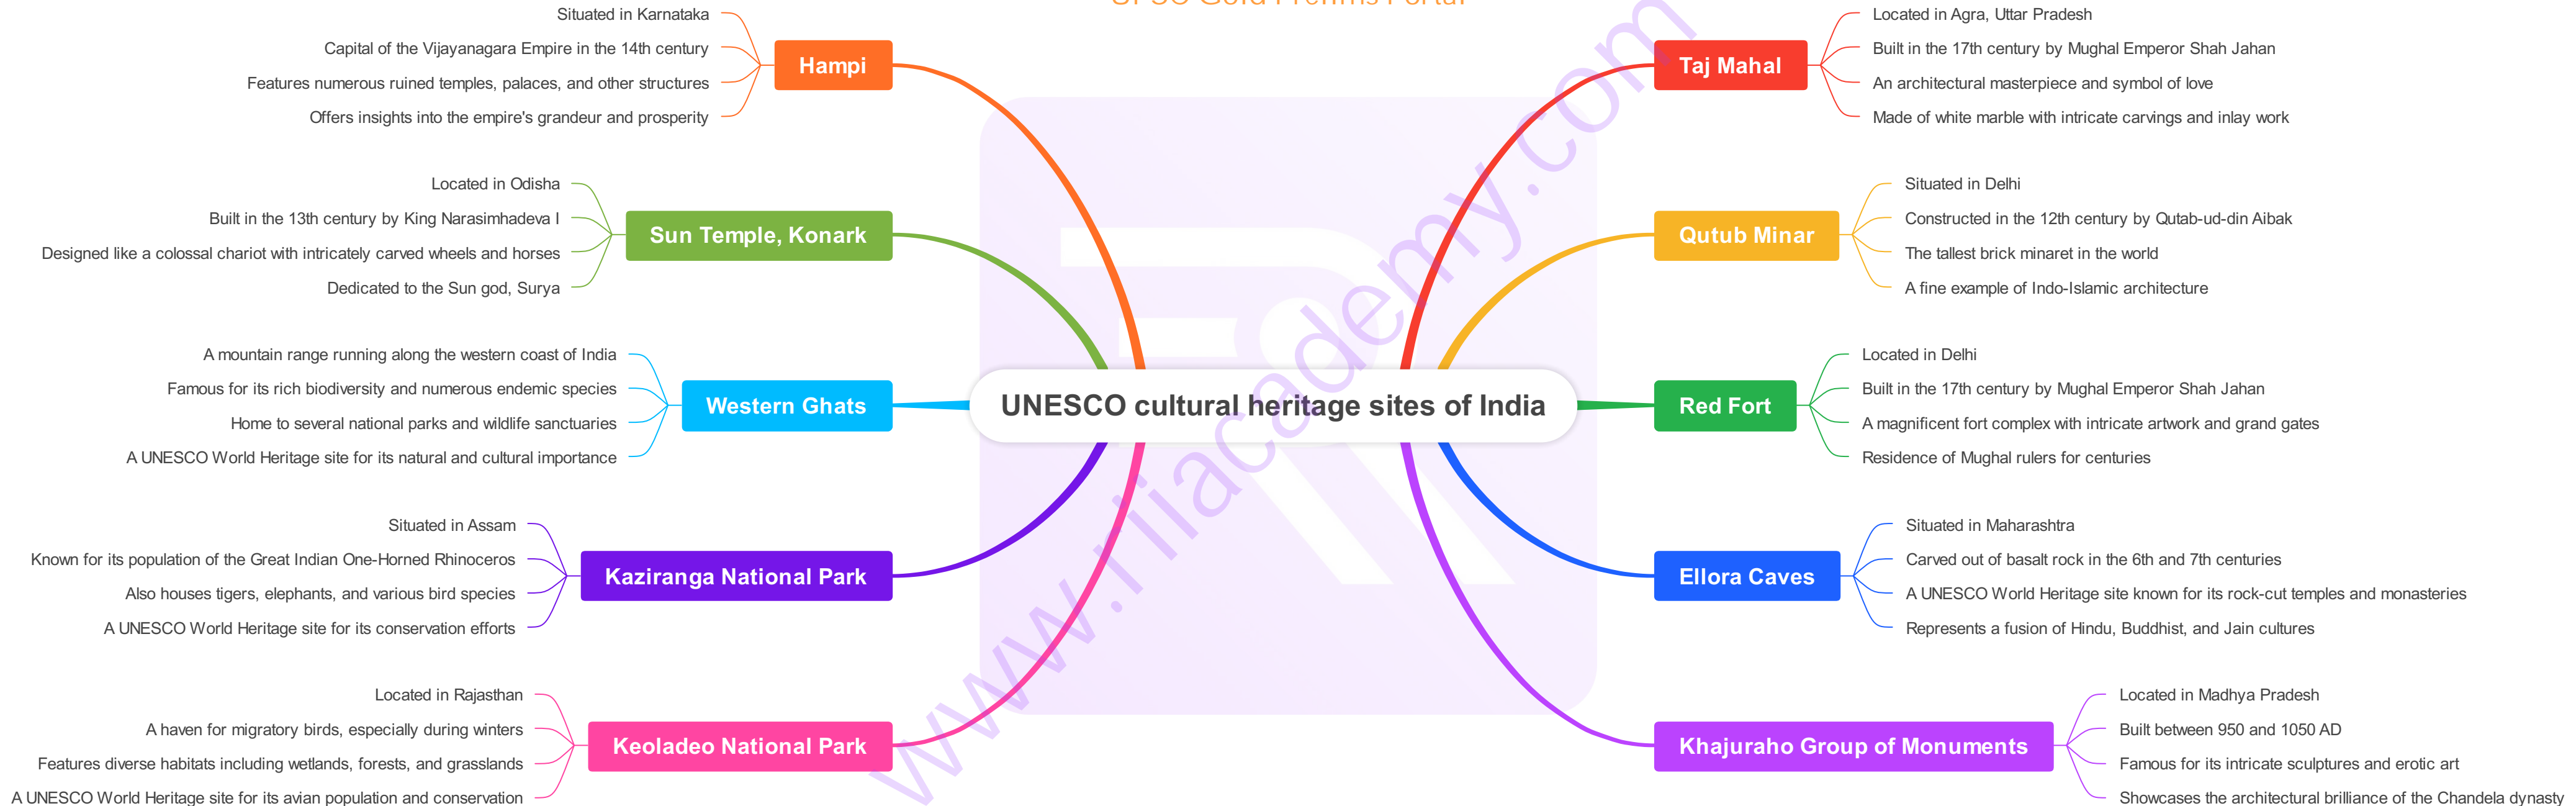 UPSC Gold Prelims Portal
Situated in Karnataka
Capital of the Vijayanagara Empire in the 14th century
Features numerous ruined temples, palaces, and other structures
Offers insights into the empire's grandeur and prosperity
Hampi
Located in Odisha
Built in the 13th century by King Narasimhadeva I
Designed like a colossal chariot with intricately carved wheels and horses
Dedicated to the Sun god, Surya
Sun Temple, Konark
A mountain range running along the western coast of India
Famous for its rich biodiversity and numerous endemic species
Home to several national parks and wildlife sanctuaries
A UNESCO World Heritage site for its natural and cultural importance
Western Ghats
Situated in Assam
Known for its population of the Great Indian One-Horned Rhinoceros
Also houses tigers, elephants, and various bird species
A UNESCO World Heritage site for its conservation efforts
Kaziranga National Park
Located in Rajasthan
A haven for migratory birds, especially during winters
Features diverse habitats including wetlands, forests, and grasslands
A UNESCO World Heritage site for its avian population and conservation
Keoladeo National Park
UNESCO cultural heritage sites of India
Taj Mahal
Located in Agra, Uttar Pradesh
Built in the 17th century by Mughal Emperor Shah Jahan
An architectural masterpiece and symbol of love
Made of white marble with intricate carvings and inlay work
Qutub Minar
Situated in Delhi
Constructed in the 12th century by Qutab-ud-din Aibak
The tallest brick minaret in the world
A fine example of Indo-Islamic architecture
Red Fort
Located in Delhi
Built in the 17th century by Mughal Emperor Shah Jahan
A magnificent fort complex with intricate artwork and grand gates
Residence of Mughal rulers for centuries
Ellora Caves
Situated in Maharashtra
Carved out of basalt rock in the 6th and 7th centuries
A UNESCO World Heritage site known for its rock-cut temples and monasteries
Represents a fusion of Hindu, Buddhist, and Jain cultures
Khajuraho Group of Monuments
Located in Madhya Pradesh
Built between 950 and 1050 AD
Famous for its intricate sculptures and erotic art
Showcases the architectural brilliance of the Chandela dynasty